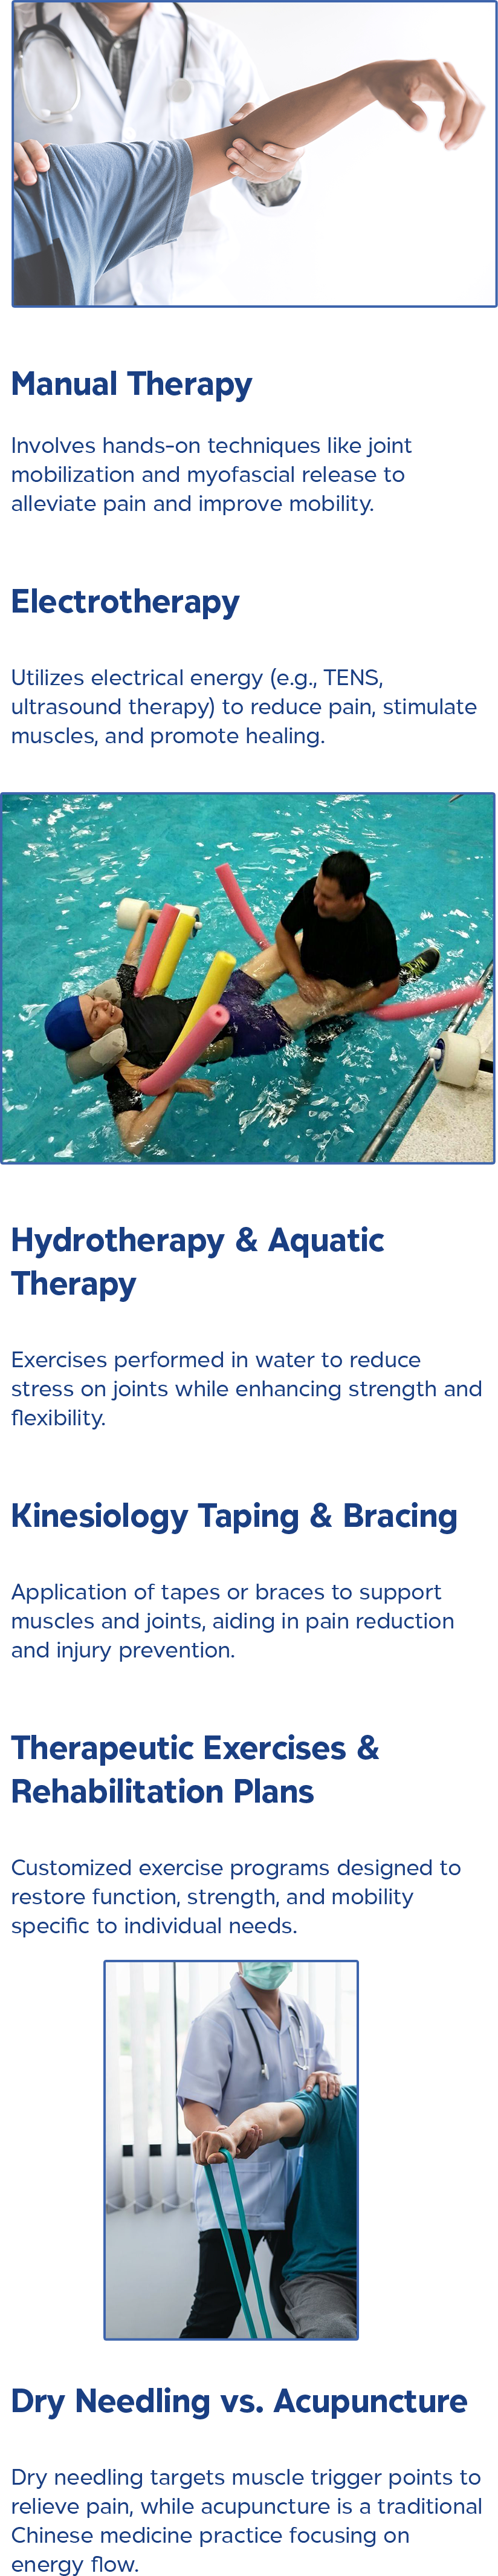 Manual Therapy
Involves hands-on techniques like joint
mobilization and myofascial release to
alleviate pain and improve mobility.
Electrotherapy
Utilizes electrical energy (e.g., TENS,
ultrasound therapy) to reduce pain, stimulate
muscles, and promote healing.
Hydrotherapy & Aquatic
Therapy
Exercises performed in water to reduce
stress on joints while enhancing strength and
flexibility.
Kinesiology Taping & Bracing
Application of tapes or braces to support
muscles and joints, aiding in pain reduction
and injury prevention.
Therapeutic Exercises &
Rehabilitation Plans
Customized exercise programs designed to
restore function, strength, and mobility
specific to individual needs.
Dry Needling vs. Acupuncture
Dry needling targets muscle trigger points to
relieve pain, while acupuncture is a traditional
Chinese medicine practice focusing on
energy flow.